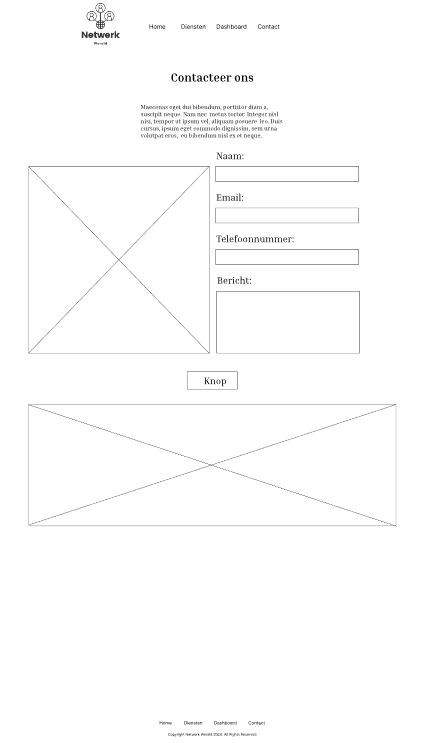 Netwerk
Wereld
Home Diensten Dashboard Contact
Contacteer ons
Maecenas eget dui bibendum, porttitor diam a,
suscipit neque. Nam nec metus tortor. Integer nisl
nisi, tempor ut ipsum vel, aliquam posuere leo. Duis
cursus, ipsum eget commodo dignissim, sem urna
volutpat eros, eu bibendum nisl ex et neque.
Naam:
Email:
Telefoonnummer:
Bericht:
Knop
Home Diensten Dashboard Contact
Copyright Netwerk Wereld 2024. All Rights Reserved.